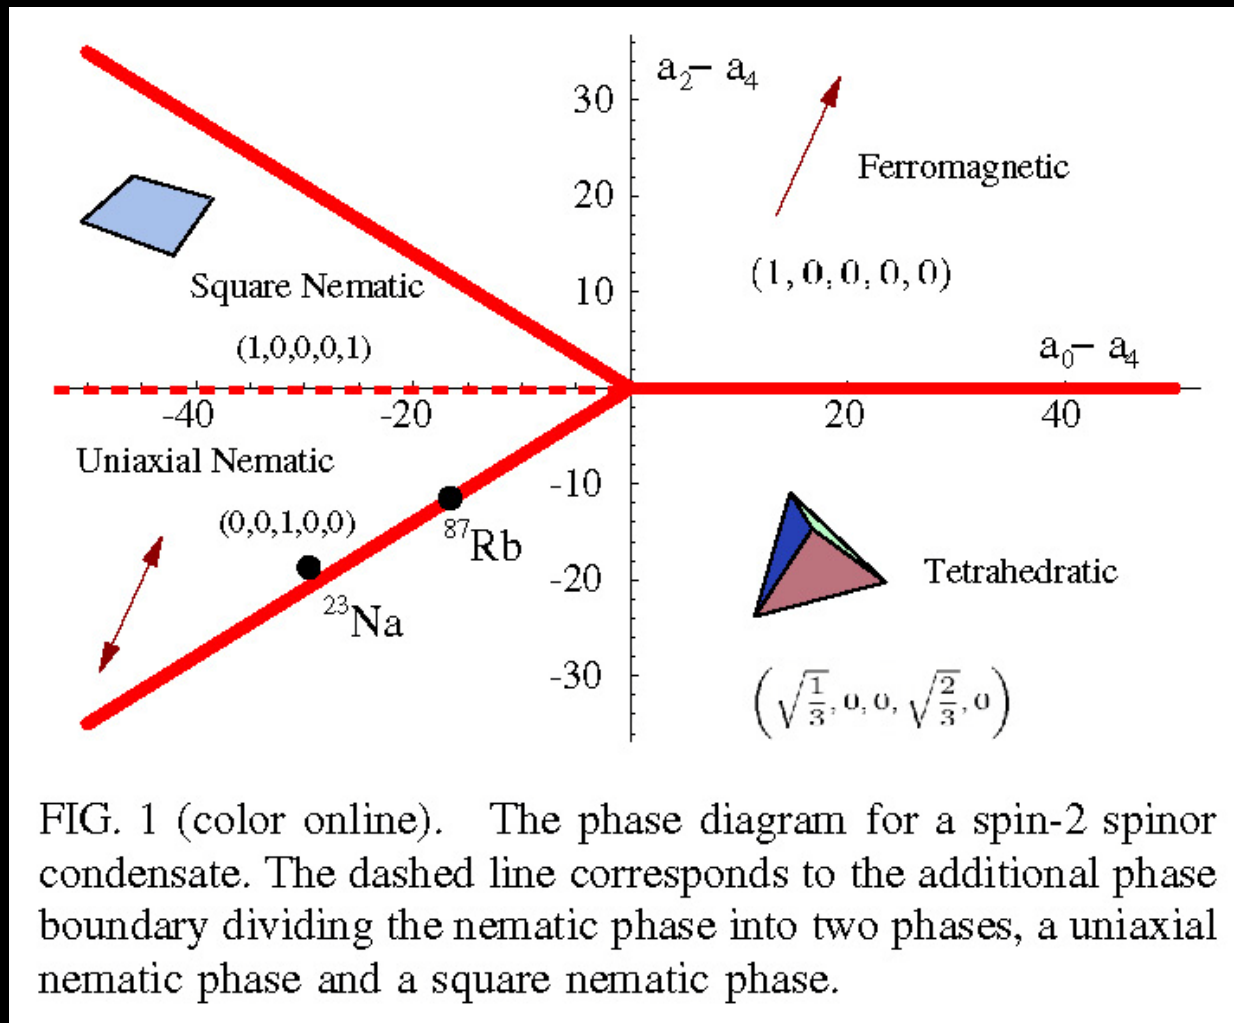 a₂− a₄
30
Ferromagnetic
20
Square Nematic
10
(1, 0, 0, 0, 0)
(1,0,0,0,1)
a₀− a₄
-40
-20
20
40
Uniaxial Nematic
-10
(0,0,1,0,0)
⁸⁷Rb
-20
Tetrahedratic
²³Na
-30
(√(1/3), 0, 0, √(2/3), 0)
FIG. 1 (color online). The phase diagram for a spin-2 spinor
condensate. The dashed line corresponds to the additional phase
boundary dividing the nematic phase into two phases, a uniaxial
nematic phase and a square nematic phase.